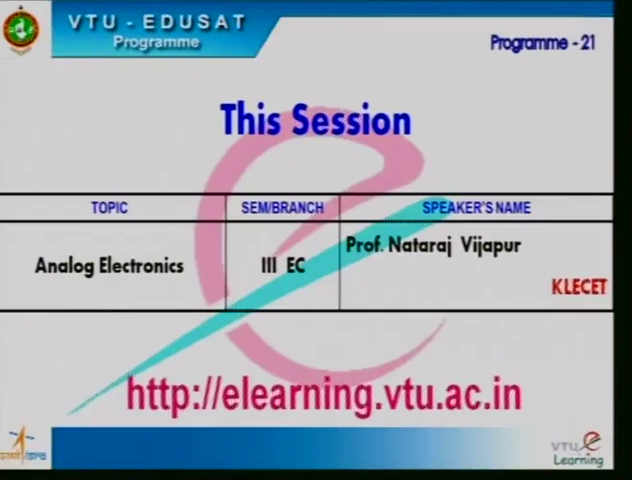 VTU - EDUSAT
Programme
Programme - 21
This Session
TOPIC SEM/BRANCH SPEAKER'S NAME
Analog Electronics III EC Prof. Nataraj Vijapur
KLECET
http://elearning.vtu.ac.in
VTU e
Learning